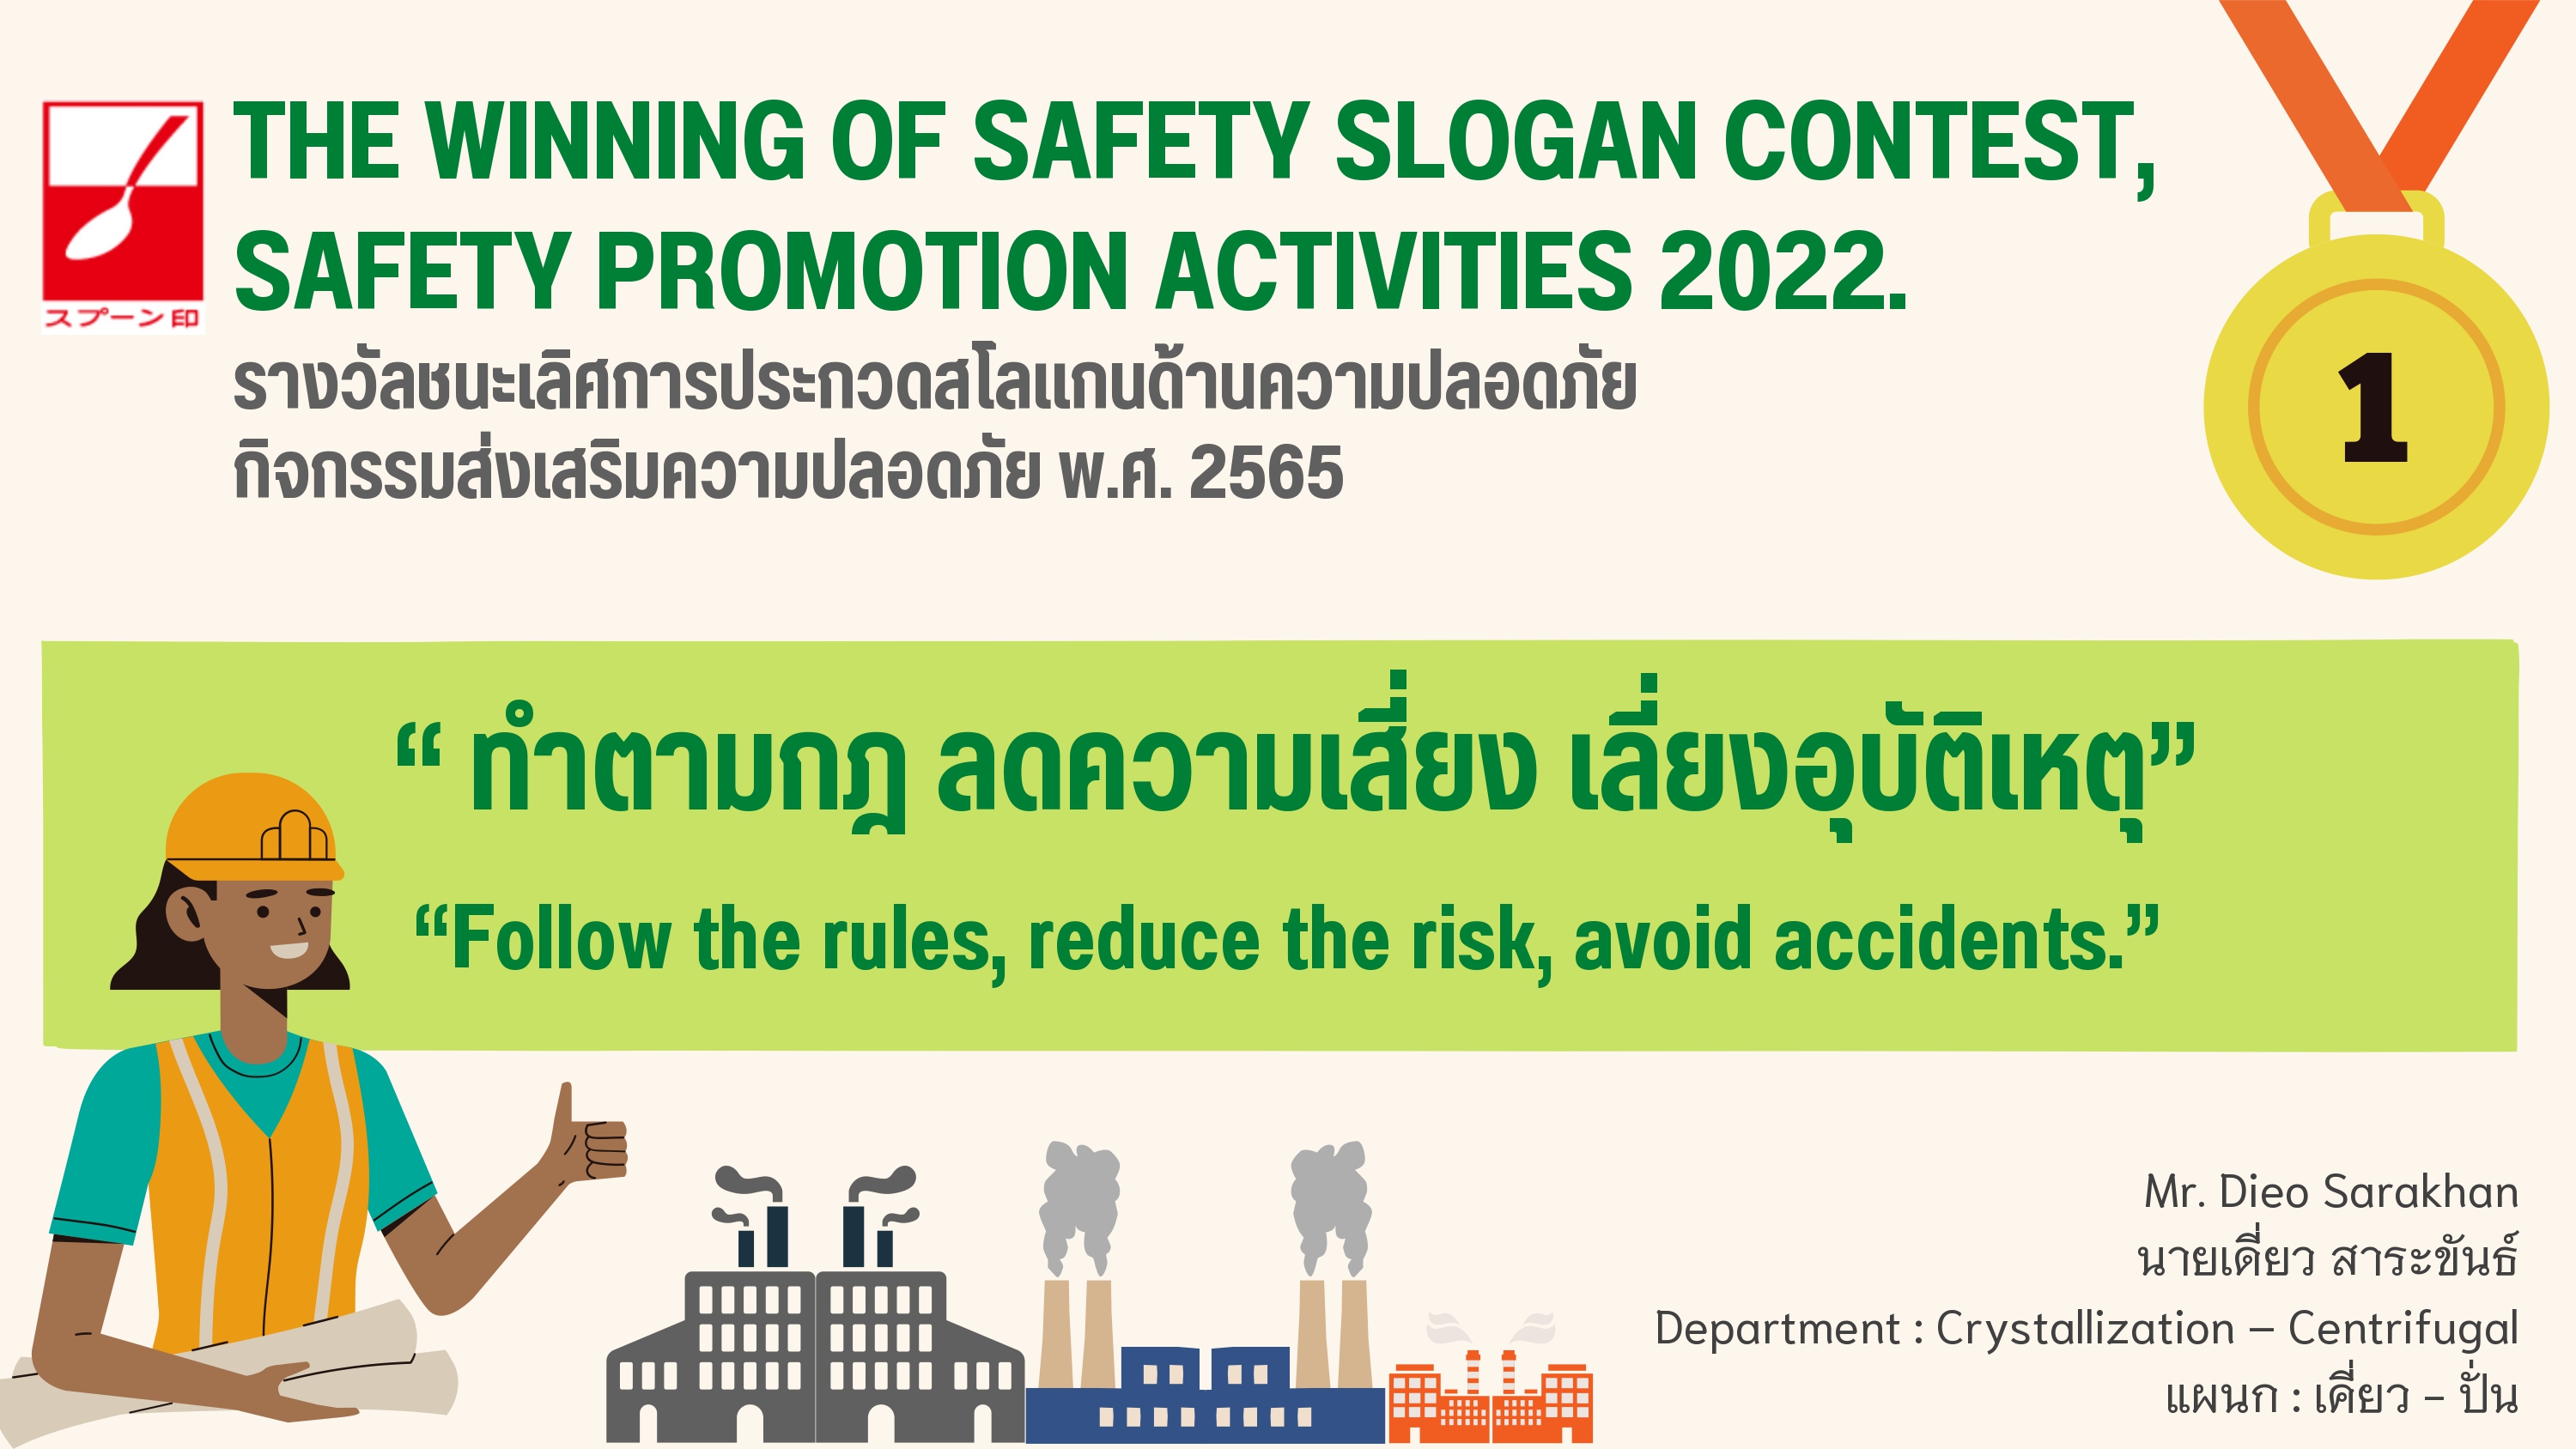 THE WINNING OF SAFETY SLOGAN CONTEST,
SAFETY PROMOTION ACTIVITIES 2022.
スプーン印
รางวัลชนะเลิศการประกวดสโลแกนด้านความปลอดภัย
กิจกรรมส่งเสริมความปลอดภัย พ.ศ. 2565
1
“ ทำตามกฎ ลดความเสี่ยง เลี่ยงอุบัติเหตุ”
“Follow the rules, reduce the risk, avoid accidents.”
Mr. Dieo Sarakhan
นายเดี่ยว สาระขันธ์
Department : Crystallization – Centrifugal
แผนก : เคี่ยว – ปั่น